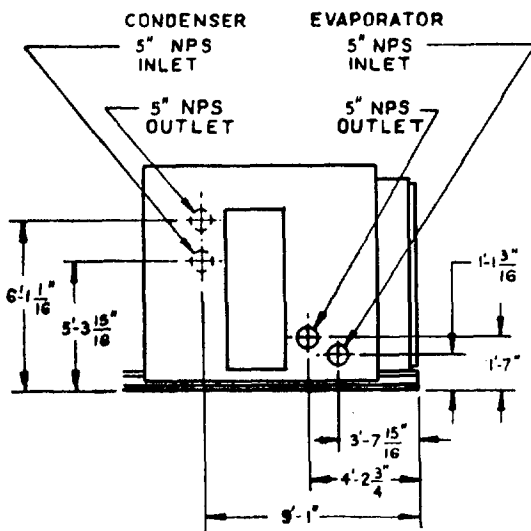 CONDENSER EVAPORATOR
5" NPS 5" NPS
INLET INLET
5" NPS 5" NPS
OUTLET OUTLET
6'-1 1/16"
5'-3 15/16"
1'-1 3/16"
1'-7"
3'-7 15/16"
4'-2 3/4"
9'-1"